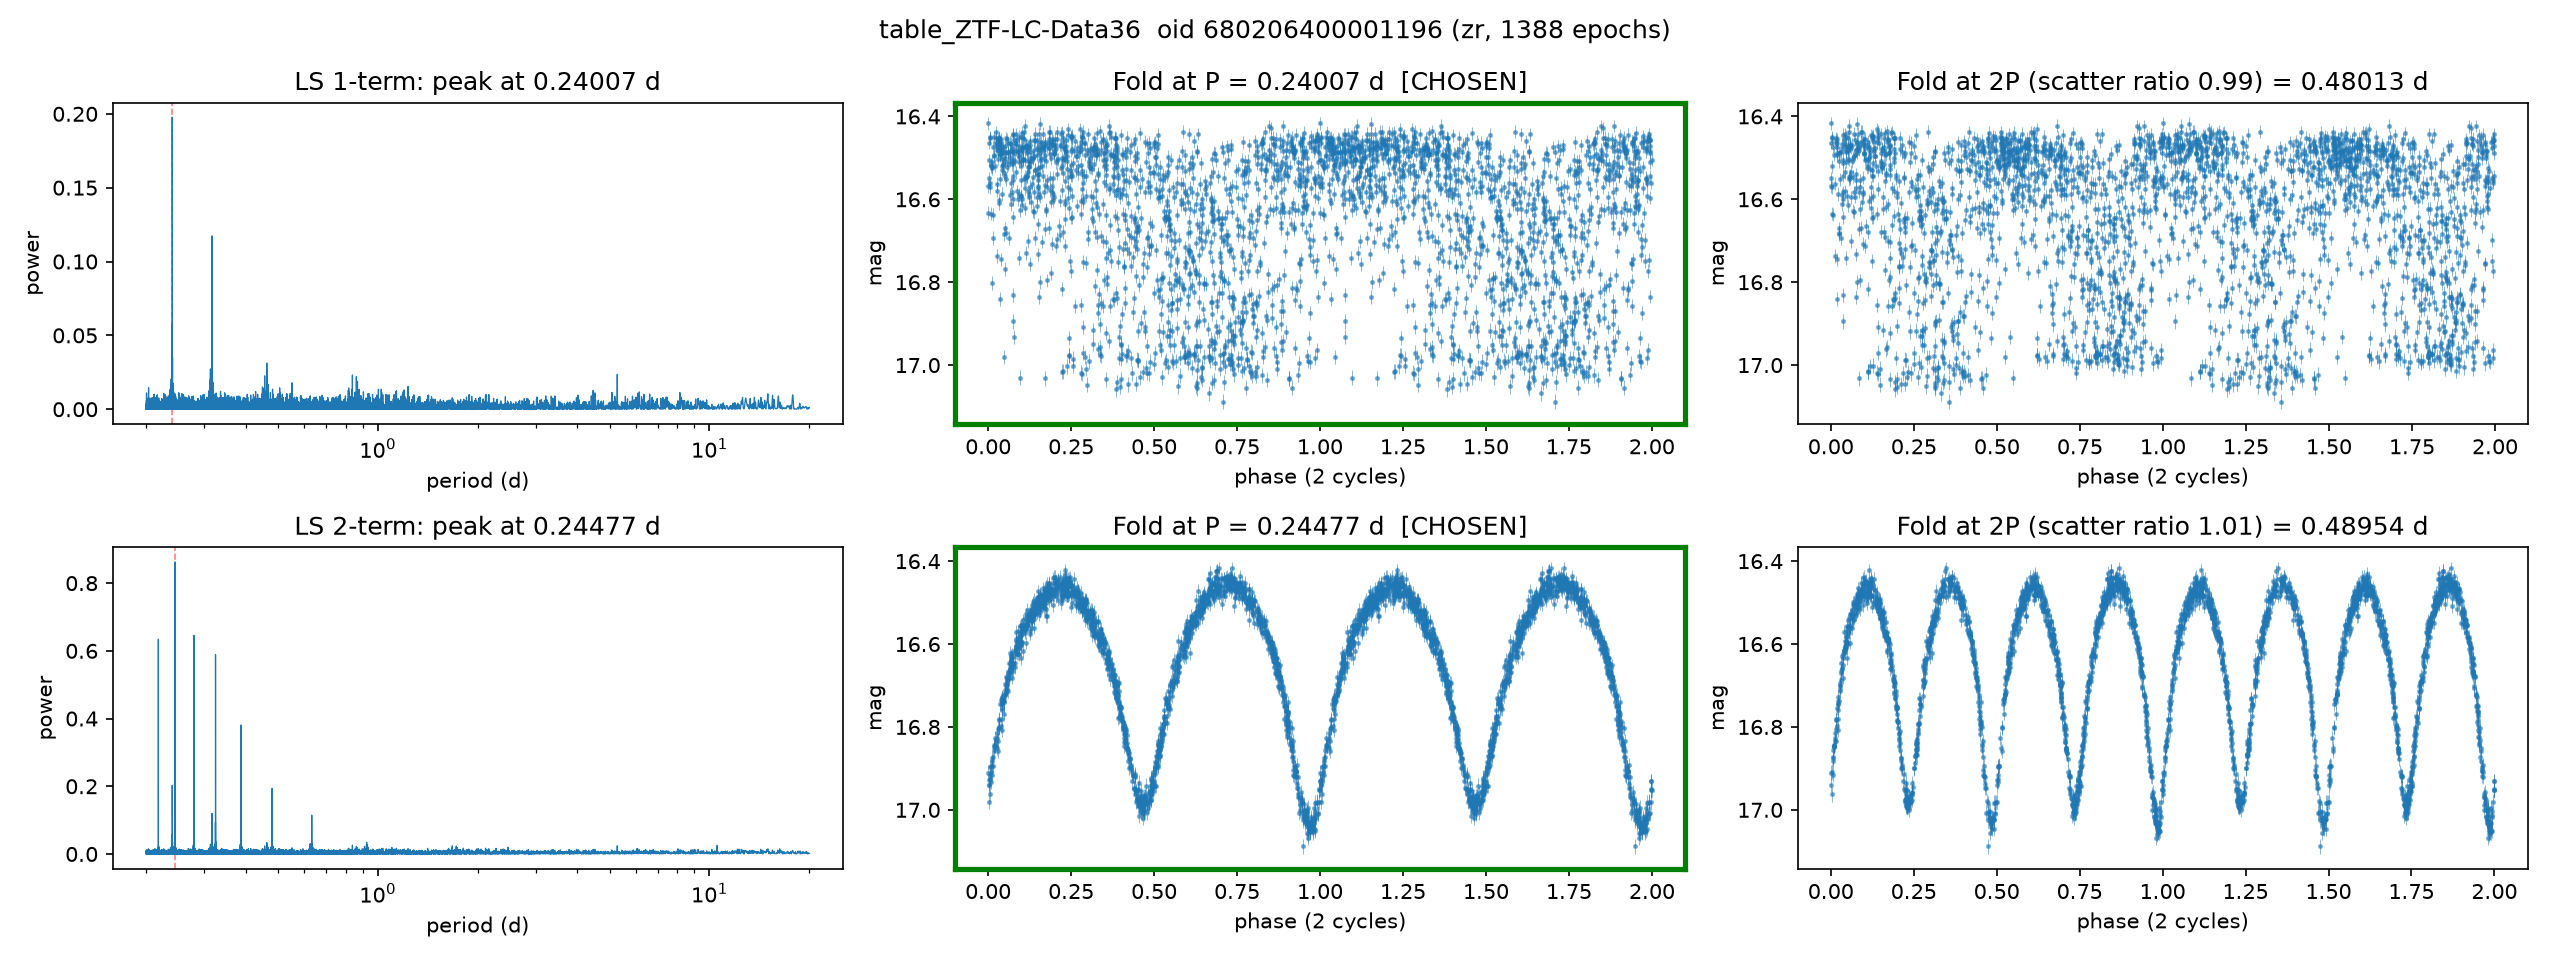 table_ZTF-LC-Data36  oid 680206400001196 (zr, 1388 epochs)
LS 1-term: peak at 0.24007 d
0.20
0.15
0.10
0.05
0.00
power
10⁰
10¹
period (d)
Fold at P = 0.24007 d  [CHOSEN]
16.4
16.6
16.8
17.0
mag
0.00 0.25 0.50 0.75 1.00 1.25 1.50 1.75 2.00
phase (2 cycles)
Fold at 2P (scatter ratio 0.99) = 0.48013 d
16.4
16.6
16.8
17.0
mag
0.00 0.25 0.50 0.75 1.00 1.25 1.50 1.75 2.00
phase (2 cycles)
LS 2-term: peak at 0.24477 d
0.8
0.6
0.4
0.2
0.0
power
10⁰
10¹
period (d)
Fold at P = 0.24477 d  [CHOSEN]
16.4
16.6
16.8
17.0
mag
0.00 0.25 0.50 0.75 1.00 1.25 1.50 1.75 2.00
phase (2 cycles)
Fold at 2P (scatter ratio 1.01) = 0.48954 d
16.4
16.6
16.8
17.0
mag
0.00 0.25 0.50 0.75 1.00 1.25 1.50 1.75 2.00
phase (2 cycles)